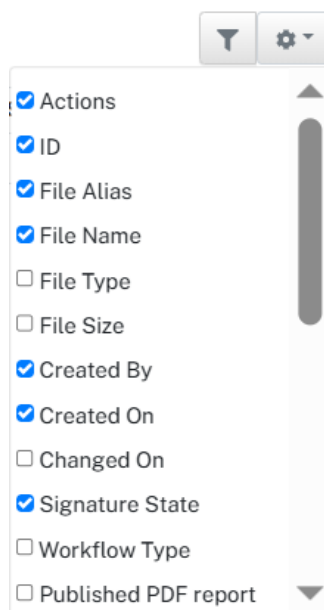 Actions
ID
File Alias
File Name
File Type
File Size
Created By
Created On
Changed On
Signature State
Workflow Type
Published PDF report